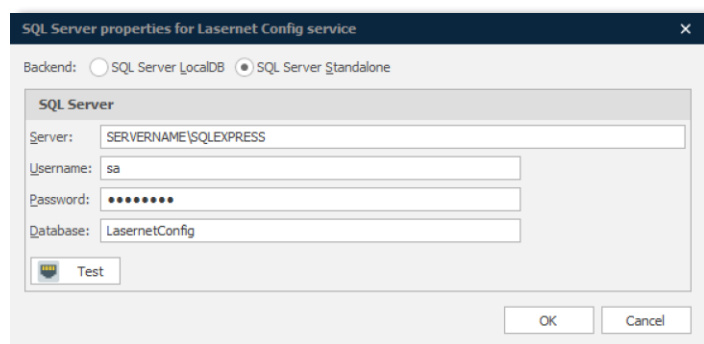 SQL Server properties for Lasernet Config service
Backend: SQL Server LocalDB SQL Server Standalone
SQL Server
Server: SERVERNAME\SQLEXPRESS
Username: sa
Password: ●●●●●●●●
Database: LasernetConfig
Test
OK Cancel